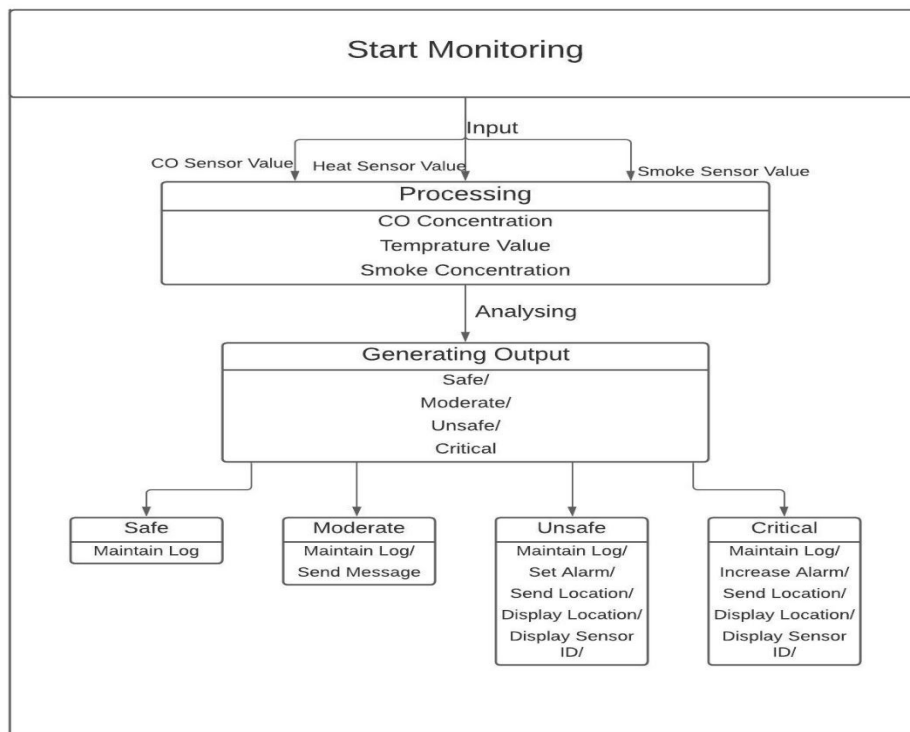 Start Monitoring
Input
CO Sensor Value
Heat Sensor Value
Smoke Sensor Value
Processing
CO Concentration
Temprature Value
Smoke Concentration
Analysing
Generating Output
Safe/
Moderate/
Unsafe/
Critical
Safe
Maintain Log
Moderate
Maintain Log/
Send Message
Unsafe
Maintain Log/
Set Alarm/
Send Location/
Display Location/
Display Sensor
ID/
Critical
Maintain Log/
Increase Alarm/
Send Location/
Display Location/
Display Sensor
ID/